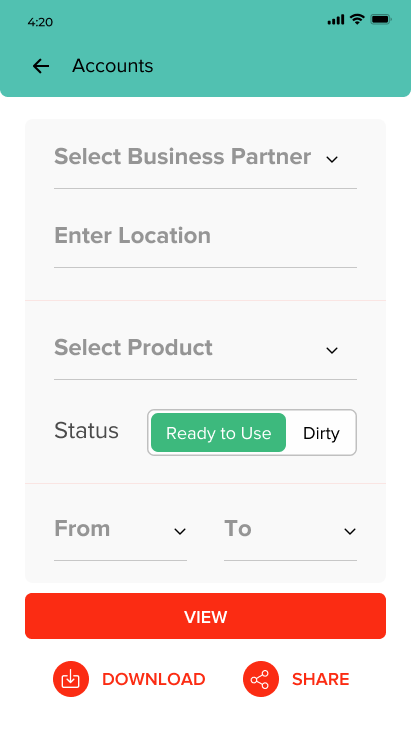 4:20
Accounts
Select Business Partner
Enter Location
Select Product
Status Ready to Use Dirty
From To
VIEW
DOWNLOAD SHARE